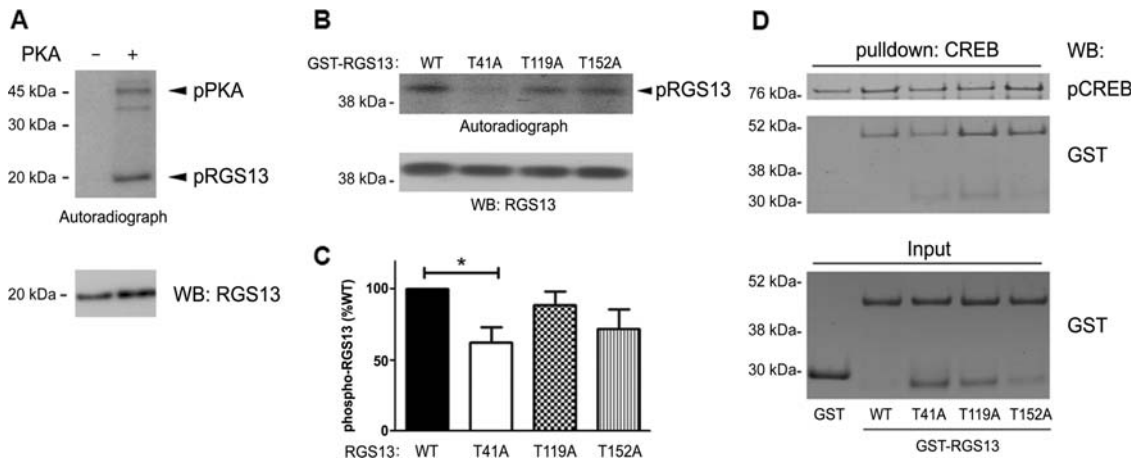 A
PKA – +
45 kDa - pPKA
30 kDa -
20 kDa - pRGS13
Autoradiograph
20 kDa - WB: RGS13
B
GST-RGS13: WT T41A T119A T152A
38 kDa- pRGS13
Autoradiograph
38 kDa-
WB: RGS13
C
*
phospho-RGS13 (%WT)
100
50
0
RGS13: WT T41A T119A T152A
D
pulldown: CREB WB:
76 kDa- pCREB
52 kDa-
GST
38 kDa-
30 kDa-
Input
52 kDa-
GST
38 kDa-
30 kDa-
GST WT T41A T119A T152A
GST-RGS13